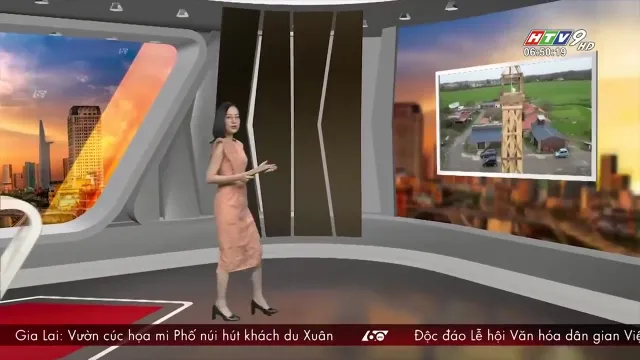 HTV9 HD
06:50:19
Gia Lai: Vườn cúc họa mi Phố núi hút khách du Xuân
60
Độc đáo Lễ hội Văn hóa dân gian Việ